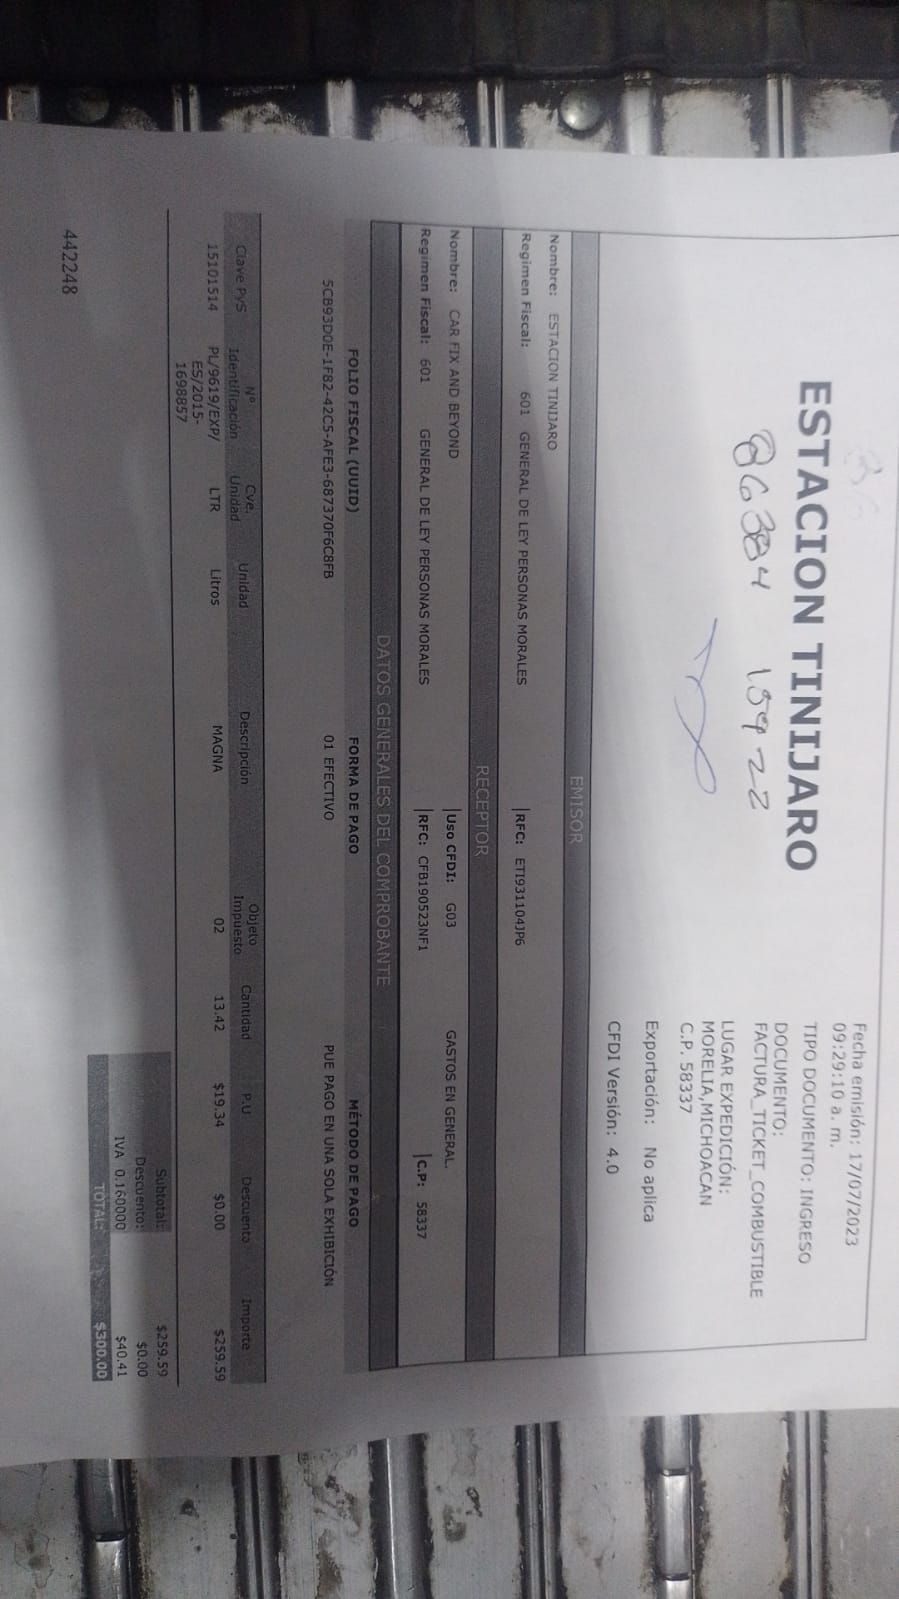 ESTACION TINIJARO
86384 18922
Fecha emisión: 17/07/2023
09:29:10 a. m.
TIPO DOCUMENTO: INGRESO
DOCUMENTO:
FACTURA_TICKET_COMBUSTIBLE
LUGAR EXPEDICIÓN:
MORELIA,MICHOACAN
C.P. 58337
Exportación: No aplica
CFDI Versión: 4.0
EMISOR
Nombre: ESTACION TINIJARO
Regimen Fiscal: 601 GENERAL DE LEY PERSONAS MORALES RFC: ETI931104JP6
RECEPTOR
Nombre: CAR FIX AND BEYOND Uso CFDI: G03 GASTOS EN GENERAL.
Regimen Fiscal: 601 GENERAL DE LEY PERSONAS MORALES RFC: CFB190523NF1 C.P: 58337
DATOS GENERALES DEL COMPROBANTE
FOLIO FISCAL (UUID) FORMA DE PAGO MÉTODO DE PAGO
5CB93D0E-1F82-42C5-AFE3-687370F6C8FB 01 EFECTIVO PUE PAGO EN UNA SOLA EXHIBICIÓN
Clave PyS N° Identificación Cve. Unidad Unidad Descripción Objeto Impuesto Cantidad P.U Descuento Importe
15101514 PL/9619/EXP/ LTR Litros MAGNA 02 13.42 $19.34 $0.00 $259.59
ES/2015-
1698857
Subtotal: $259.59
Descuento: $0.00
IVA 0.160000 $40.41
TOTAL: $300.00
442248